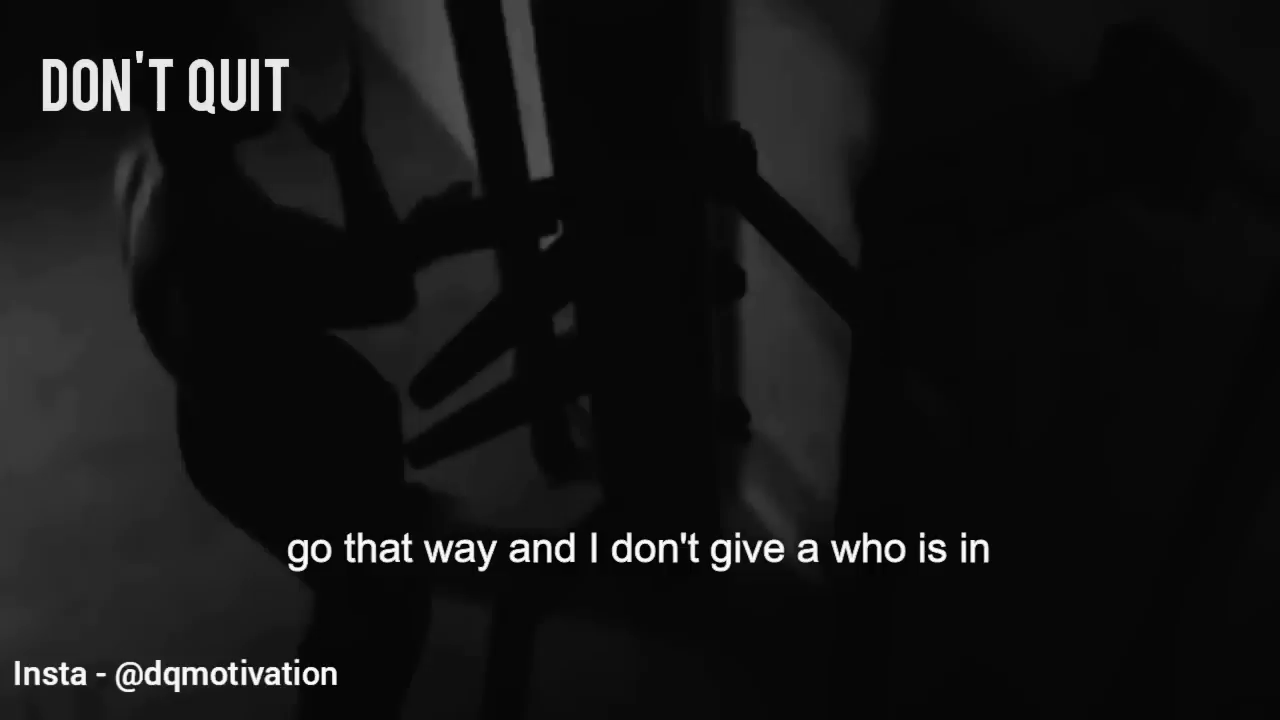 DON'T QUIT
go that way and I don't give a who is in
Insta - @dqmotivation